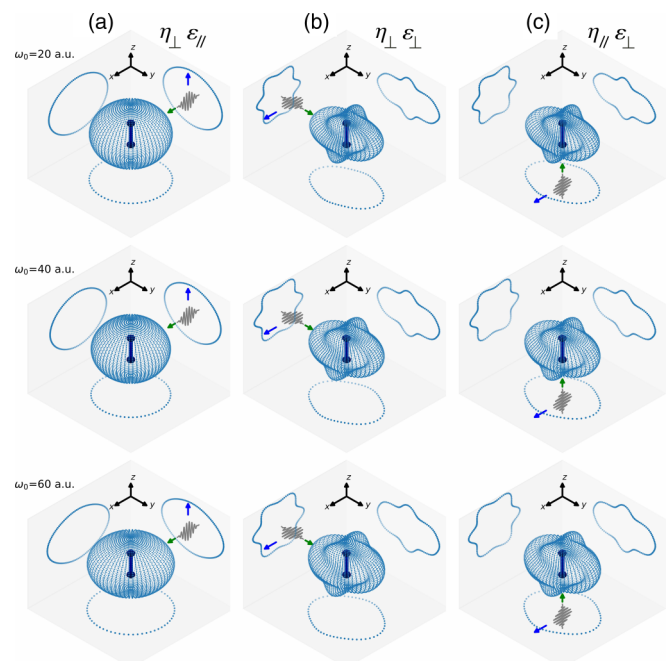 (a) η⊥ ε// (b) η⊥ ε⊥ (c) η// ε⊥
ω₀=20 a.u.
z x y z x y z x y
ω₀=40 a.u.
z x y z x y z x y
ω₀=60 a.u.
z x y z x y z x y